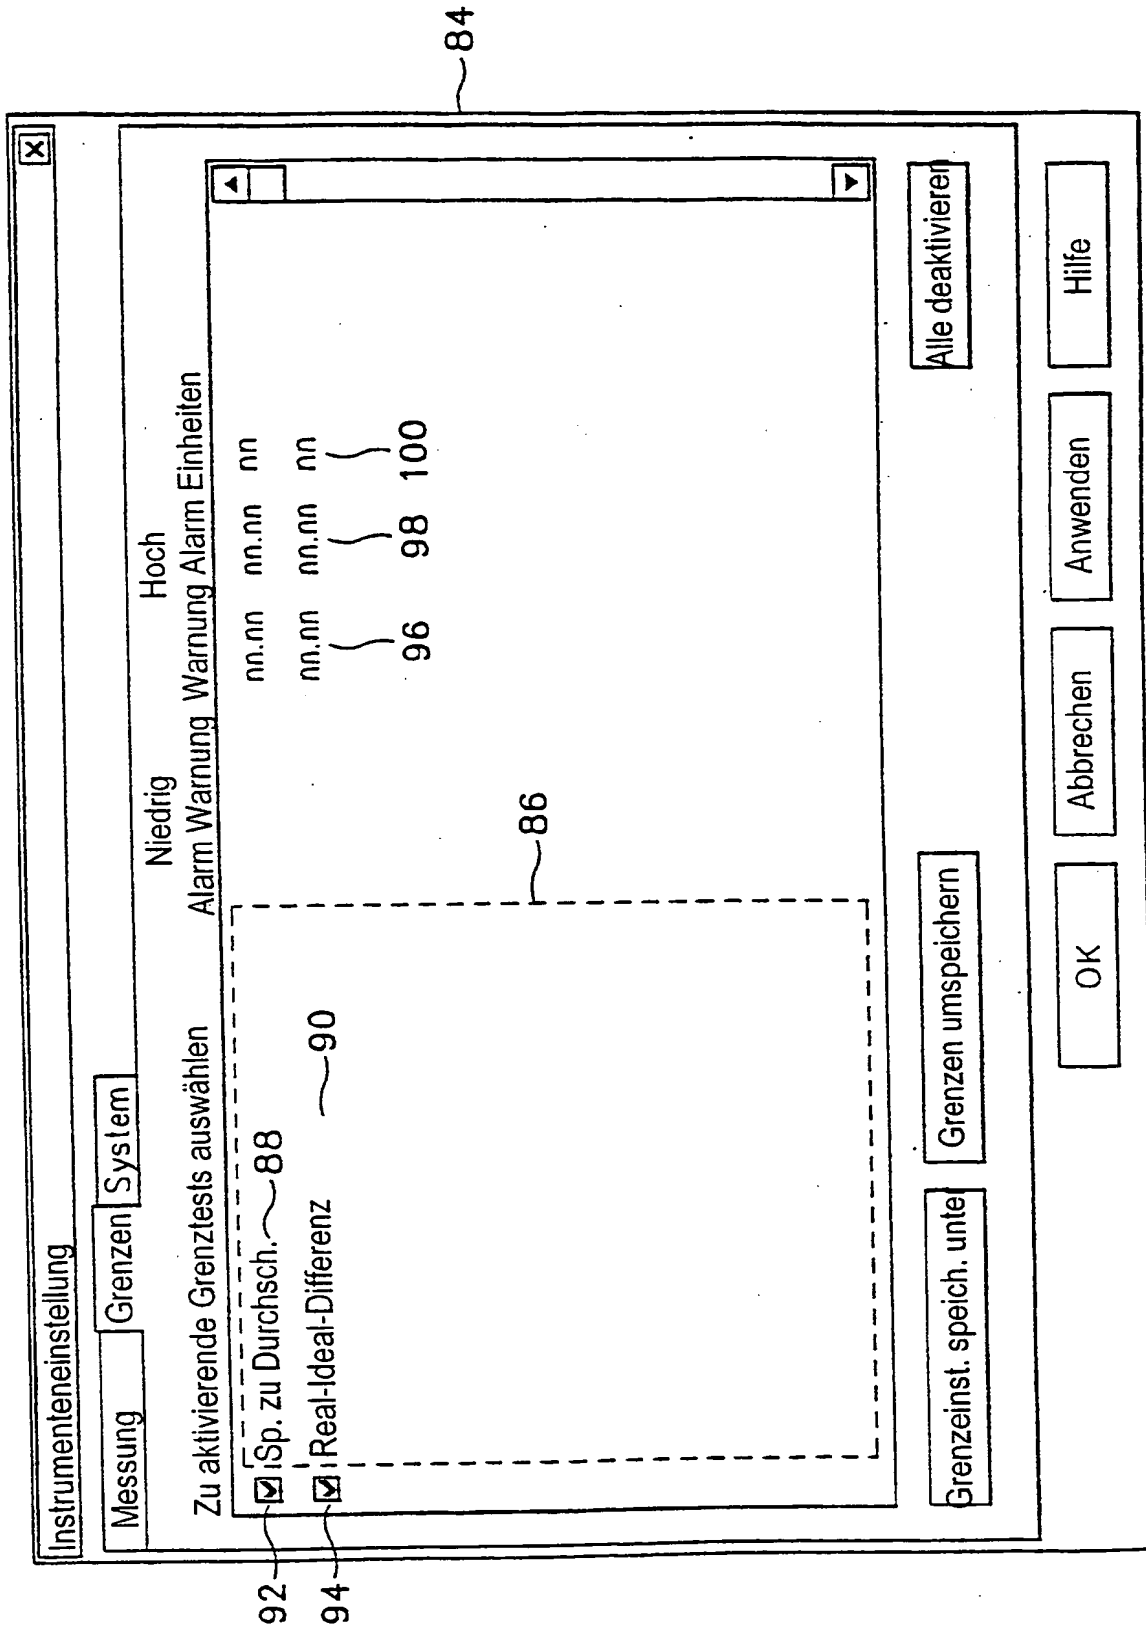 84
Instrumenteneinstellung
Messung Grenzen System
Niedrig Hoch
Zu aktivierende Grenztests auswählen Alarm Warnung Warnung Alarm Einheiten
92 Sp. zu Durchsch. 88 nn.nn nn.nn nn
94 Real-Ideal-Differenz 90 nn.nn nn.nn nn
96 98 100
86
Grenzeinst. speich. unte Grenzen umspeichern Alle deaktivieren
OK Abbrechen Anwenden Hilfe